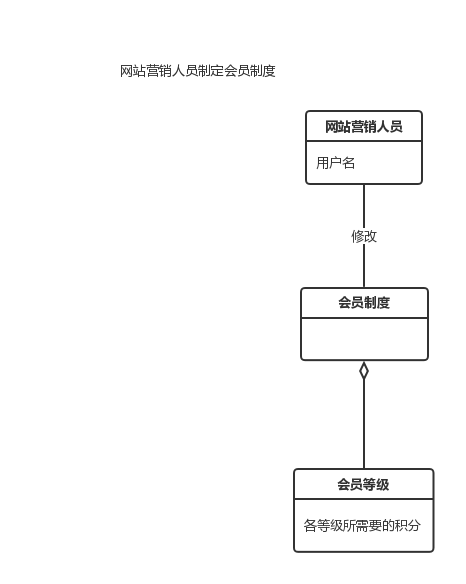 网站营销人员制定会员制度
网站营销人员
用户名
修改
会员制度
会员等级
各等级所需要的积分